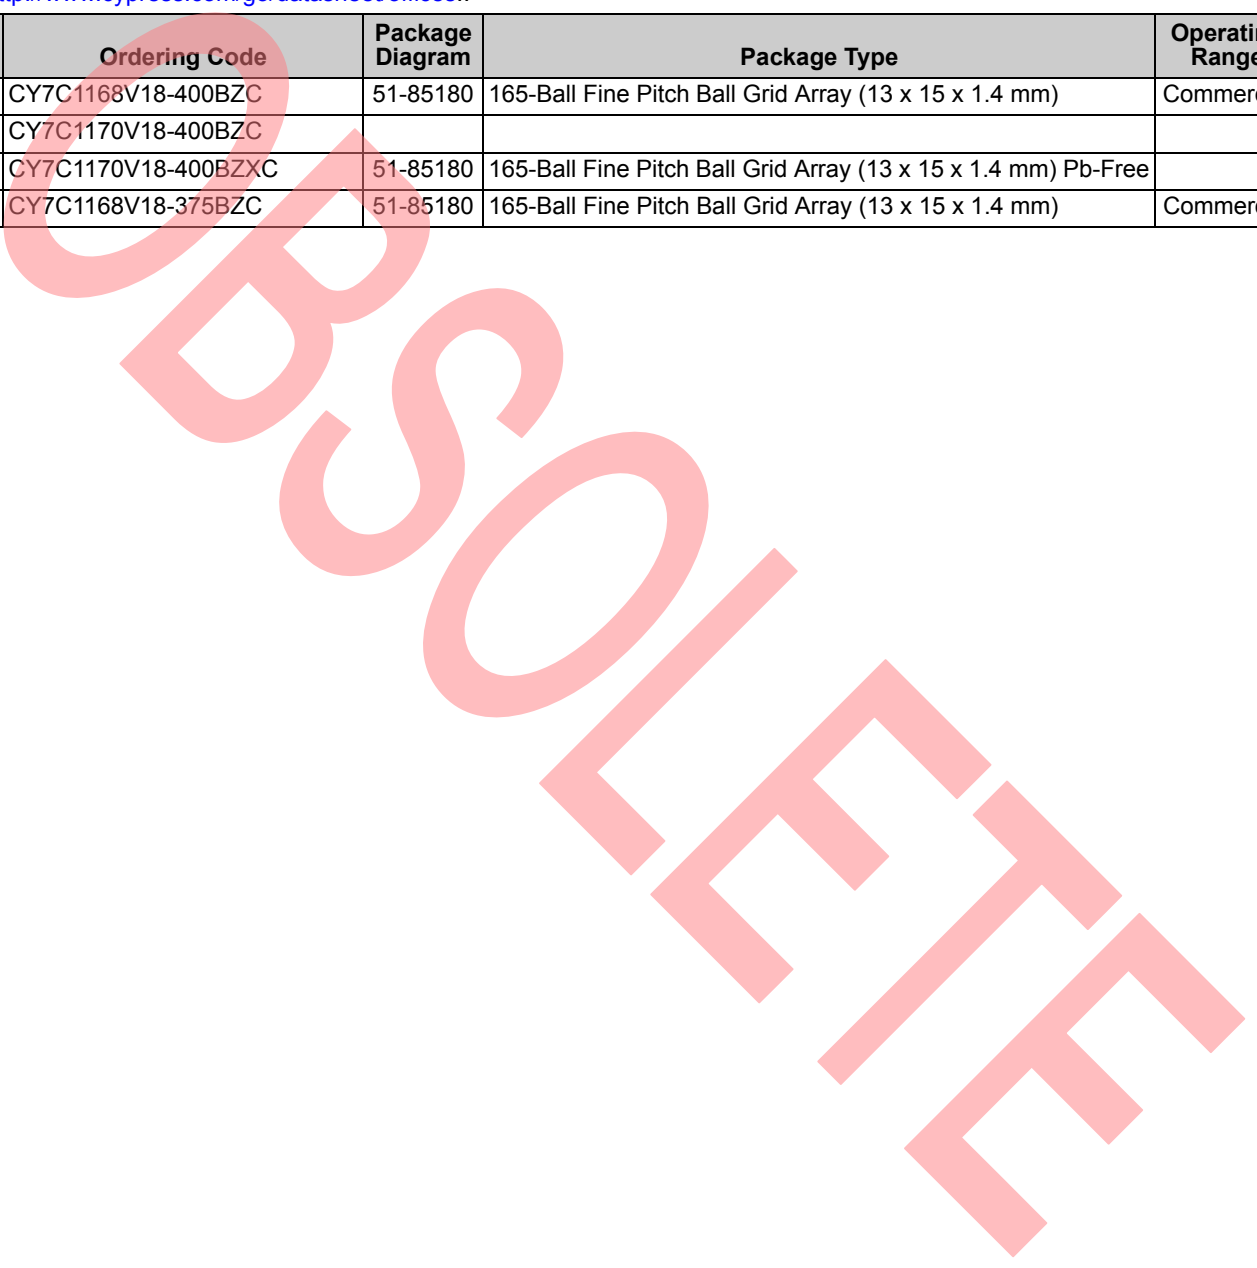 Ordering Code Package Diagram Package Type
CY7C1168V18-400BZC 51-85180 165-Ball Fine Pitch Ball Grid Array (13 x 15 x 1.4 mm)
CY7C1170V18-400BZC
CY7C1170V18-400BZXC 51-85180 165-Ball Fine Pitch Ball Grid Array (13 x 15 x 1.4 mm) Pb-Free
CY7C1168V18-375BZC 51-85180 165-Ball Fine Pitch Ball Grid Array (13 x 15 x 1.4 mm)
OBSOLETE